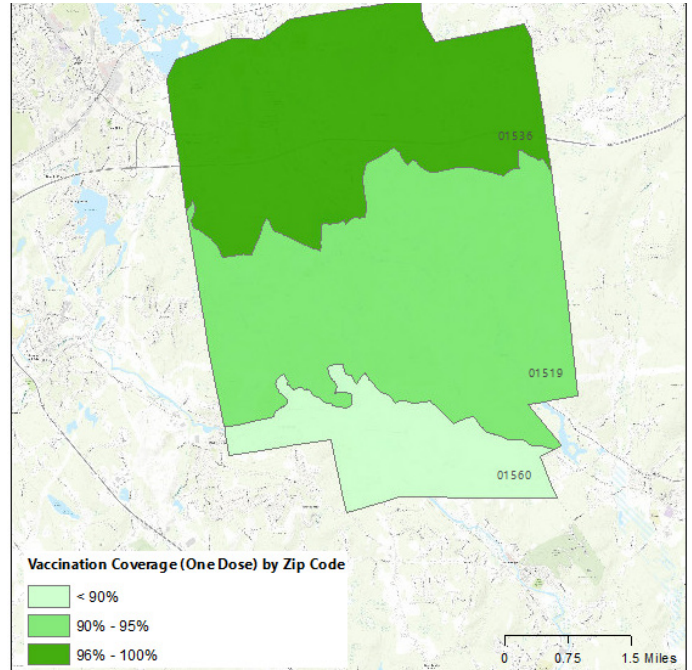 01536
01519
01560
Vaccination Coverage (One Dose) by Zip Code
< 90%
90% - 95%
96% - 100%
0 0.75 1.5 Miles